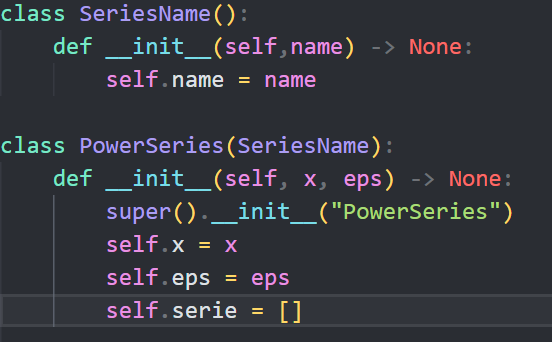 class SeriesName():
    def __init__(self,name) -> None:
        self.name = name

class PowerSeries(SeriesName):
    def __init__(self, x, eps) -> None:
        super().__init__("PowerSeries")
        self.x = x
        self.eps = eps
        self.serie = []